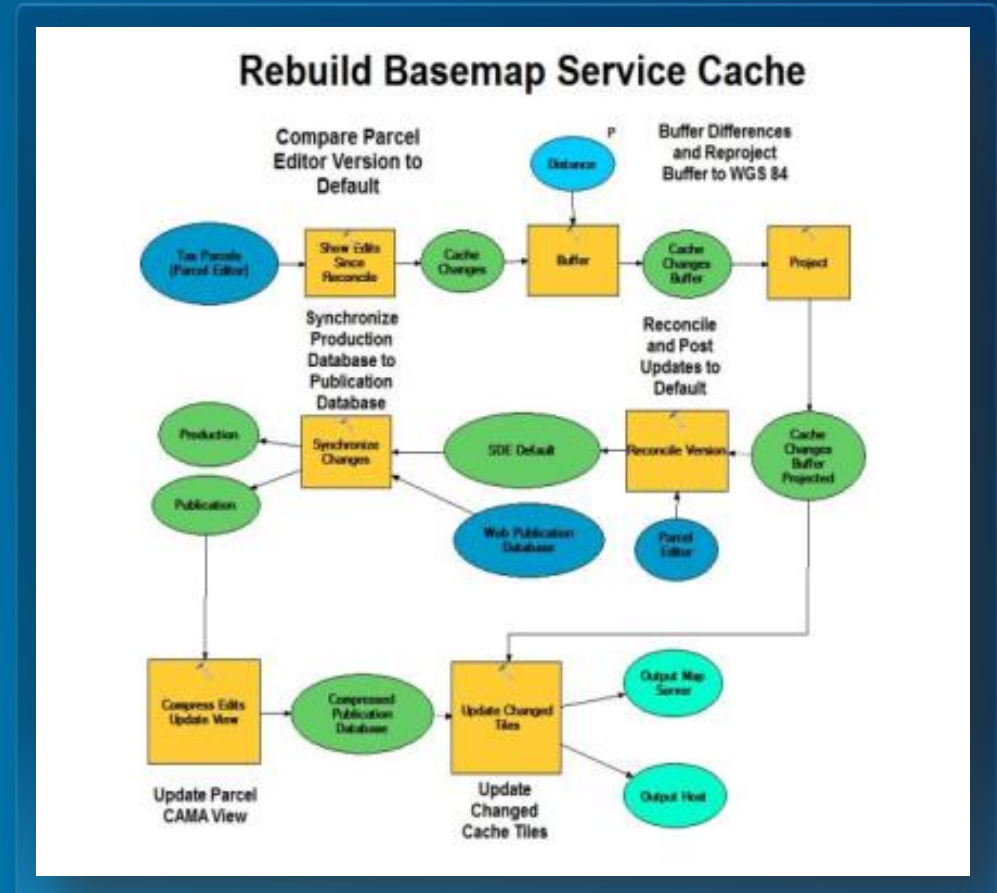 Rebuild Basemap Service Cache
Compare Parcel
Editor Version to
Default
P
Distance
Buffer Differences
and Reproject
Buffer to WGS 84
Tax Parcels
(Parcel Editor)
Show Edits
Since
Reconcile
Cache
Changes
Buffer
Cache
Changes
Buffer
Project
Synchronize
Production
Database to
Publication
Database
Reconcile
and Post
Updates to
Default
Production
Synchronize
Changes
SDE Default
Reconcile Version
Cache
Changes
Buffer
Projected
Publication
Web Publication
Database
Parcel
Editor
Compress Edits
Update View
Compressed
Publication
Database
Update Changed
Tiles
Output Map
Server
Output Host
Update Parcel
CAMA View
Update
Changed
Cache Tiles